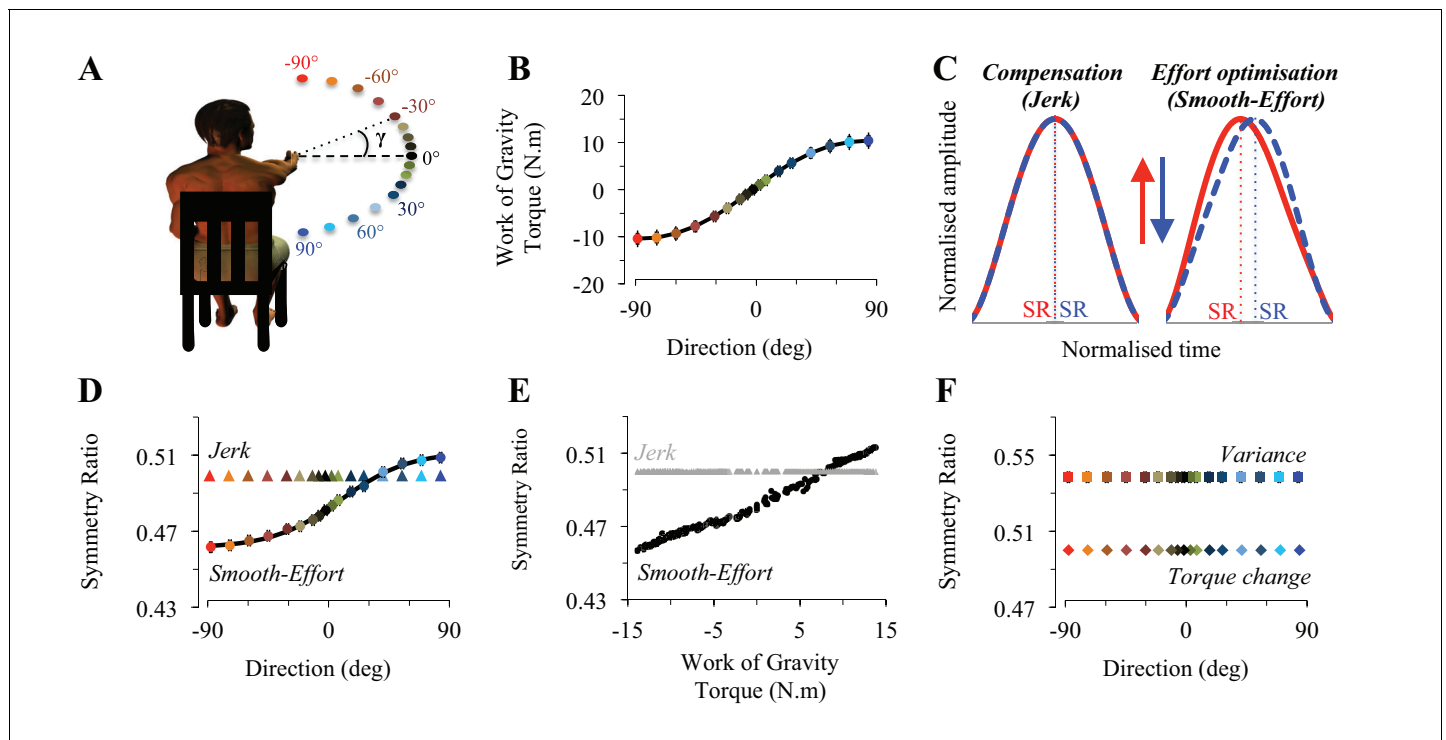 A
-90°
-60°
-30°
γ
0°
30°
60°
90°
B
Work of Gravity
Torque (N.m)
20
10
0
-10
-20
-90
0
90
Direction (deg)
C
Compensation
(Jerk)
Effort optimisation
(Smooth-Effort)
Normalised amplitude
SR
SR
SR
SR
Normalised time
D
Symmetry Ratio
0.51
0.47
0.43
Jerk
Smooth-Effort
-90
0
90
Direction (deg)
E
Symmetry Ratio
0.51
0.47
0.43
Jerk
Smooth-Effort
-15
-5
5
15
Work of Gravity
Torque (N.m)
F
Symmetry Ratio
0.55
0.51
0.47
Variance
Torque change
-90
0
90
Direction (deg)